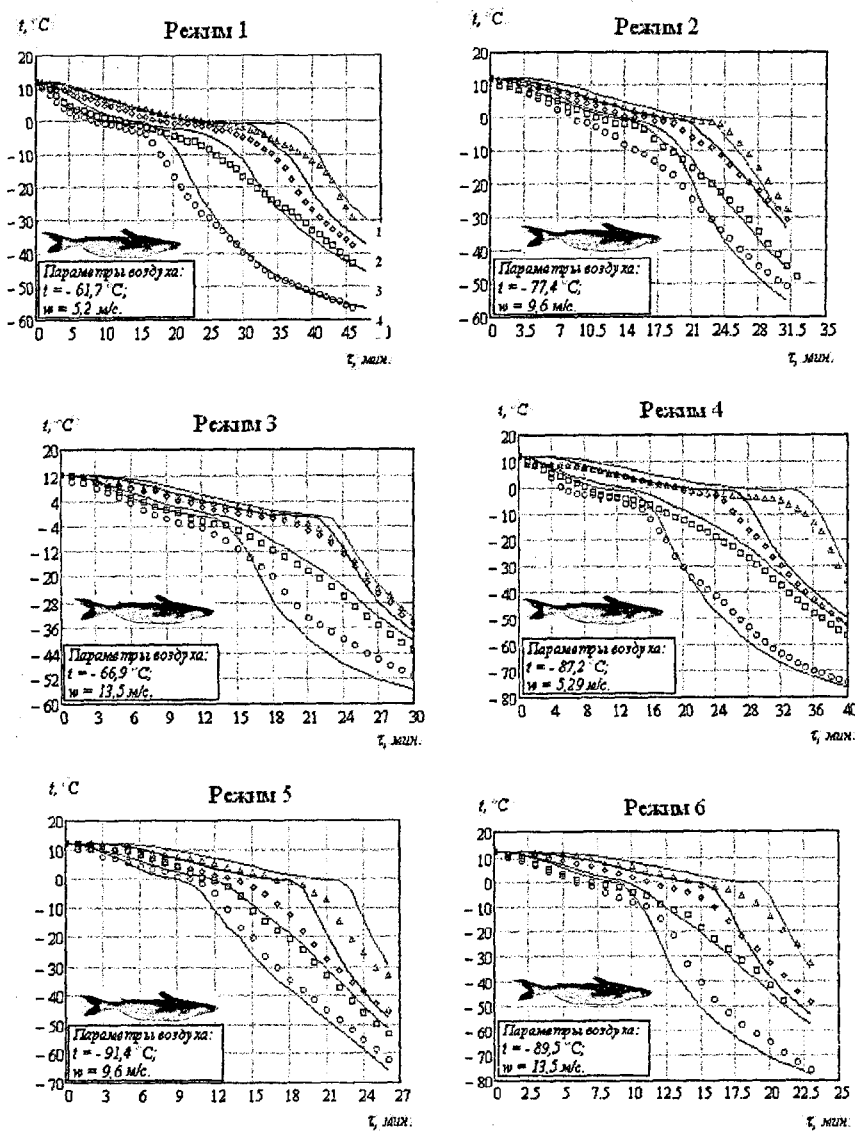 t, °C
Режим 1
20
10
0
- 10
- 20
- 30
- 40
- 50
- 60
1
2
3
4
Параметры воздуха:
t = - 61,7 °C;
w = 5,2 м/с.
0 5 10 15 20 25 30 35 40 45
τ, мин.
t, °C
Режим 2
20
10
0
- 10
- 20
- 30
- 40
- 50
- 60
Параметры воздуха:
t = - 77,4 °C;
w = 9,6 м/с.
0 3.5 7 10.5 14 17.5 21 24.5 28 31.5 35
τ, мин.
t, °C
Режим 3
20
12
4
- 4
- 12
- 20
- 28
- 36
- 44
- 52
- 60
Параметры воздуха:
t = - 66,9 °C;
w = 13,5 м/с.
0 3 6 9 12 15 18 21 24 27 30
τ, мин.
t, °C
Режим 4
20
10
0
- 10
- 20
- 30
- 40
- 50
- 60
- 70
- 80
Параметры воздуха:
t = - 87,2 °C;
w = 5,29 м/с.
0 4 8 12 16 20 24 28 32 36 40
τ, мин.
t, °C
Режим 5
20
10
0
- 10
- 20
- 30
- 40
- 50
- 60
- 70
Параметры воздуха:
t = - 91,4 °C;
w = 9,6 м/с.
0 3 6 9 12 15 18 21 24 27
τ, мин.
t, °C
Режим 6
20
10
0
- 10
- 20
- 30
- 40
- 50
- 60
- 70
- 80
Параметры воздуха:
t = - 89,5 °C;
w = 13,5 м/с.
0 2.5 5 7.5 10 12.5 15 17.5 20 22.5 25
τ, мин.